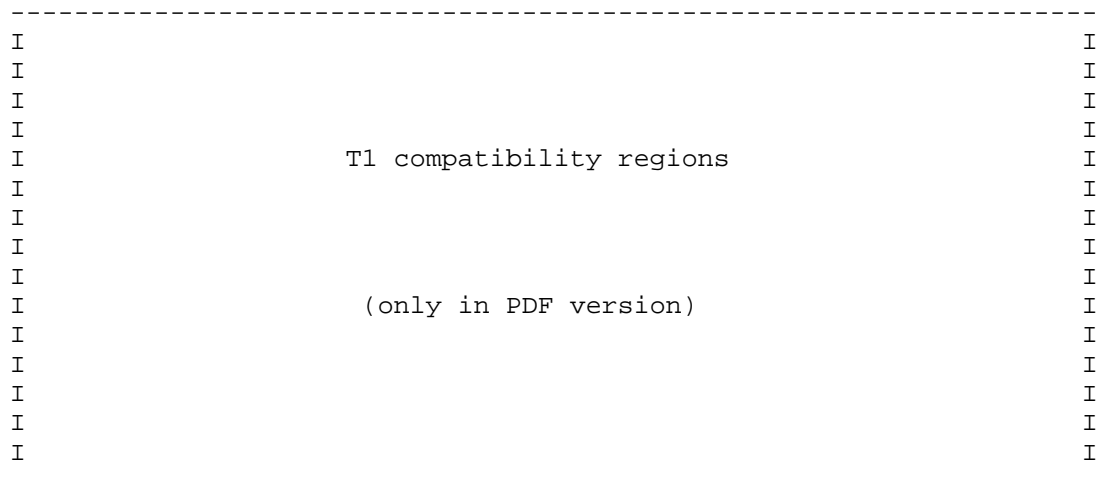 --------------------------------------------------------------------
I                                                                  I
I                                                                  I
I                                                                  I
I                                                                  I
I                    T1 compatibility regions                      I
I                                                                  I
I                                                                  I
I                                                                  I
I                                                                  I
I                     (only in PDF version)                        I
I                                                                  I
I                                                                  I
I                                                                  I
I                                                                  I
I                                                                  I